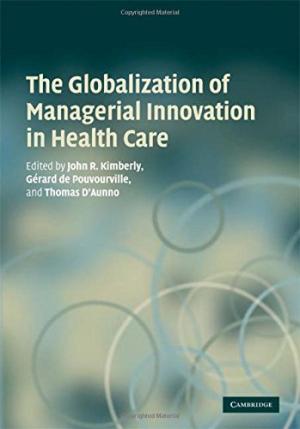 The Globalization of
Managerial Innovation
in Health Care
Edited by John R. Kimberly,
Gérard de Pouvourville,
and Thomas D'Aunno
CAMBRIDGE